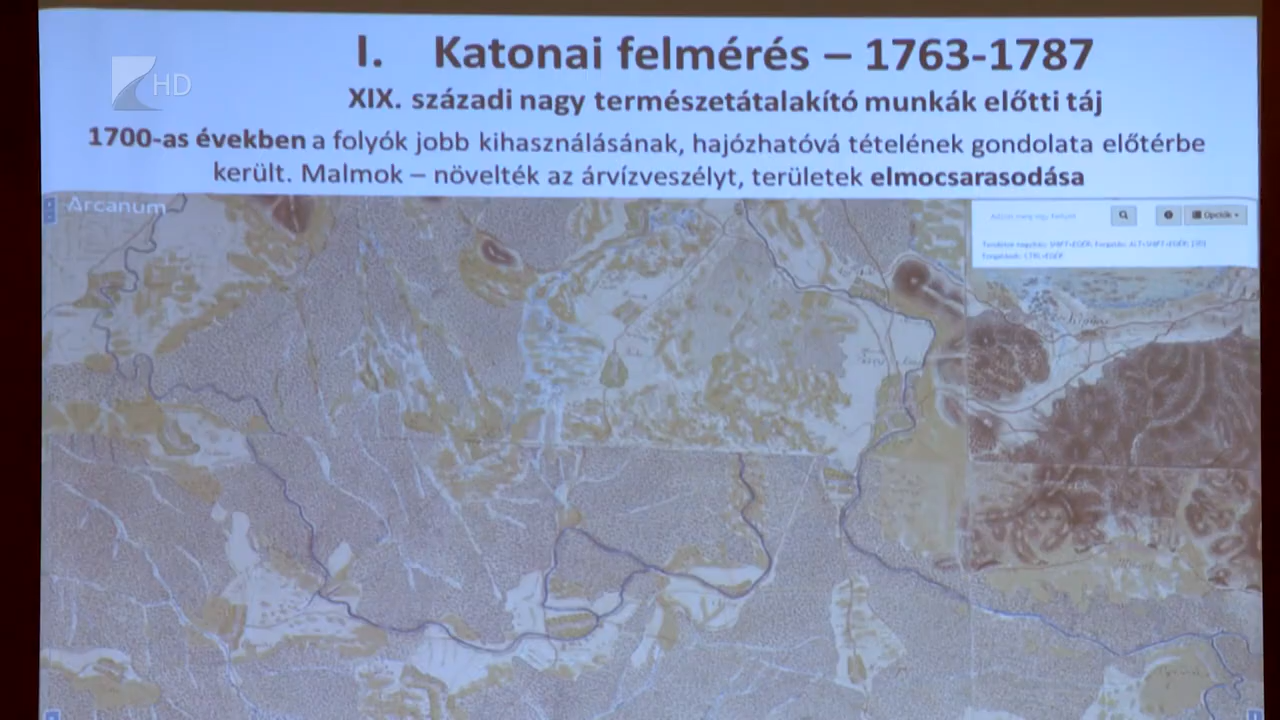 I. Katonai felmérés – 1763-1787
HD
XIX. századi nagy természetátalakító munkák előtti táj
1700-as években a folyók jobb kihasználásának, hajózhatóvá tételének gondolata előtérbe
került. Malmok – növelték az árvízveszélyt, területek elmocsarasodása
Arcanum
Opciók